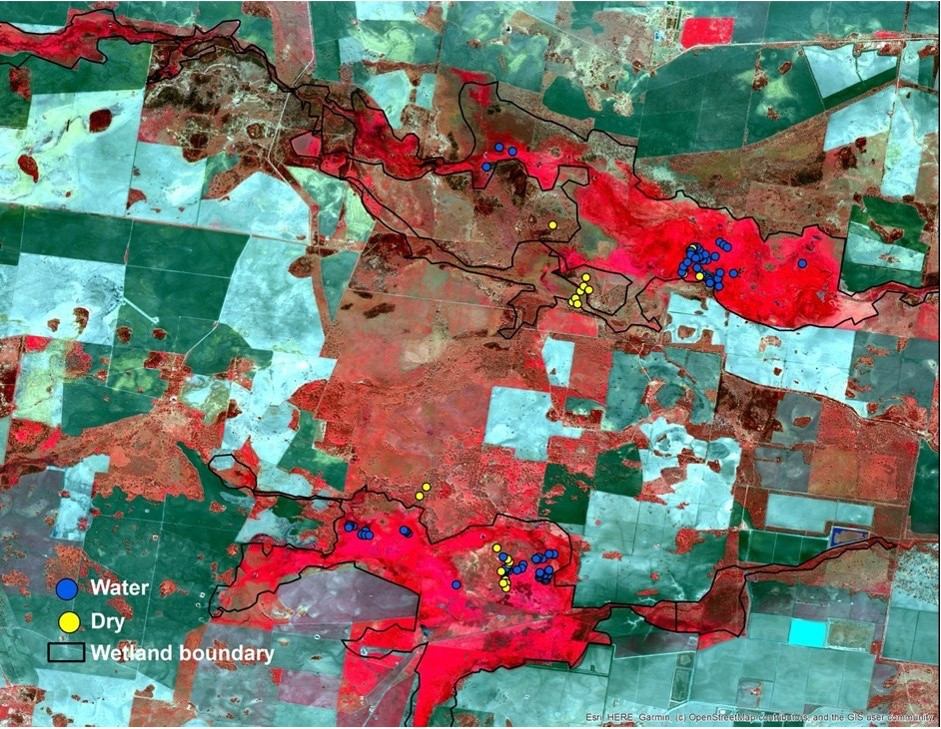 Water
Dry
Wetland boundary
Esri, HERE, Garmin, (c) OpenStreetMap contributors, and the GIS user community